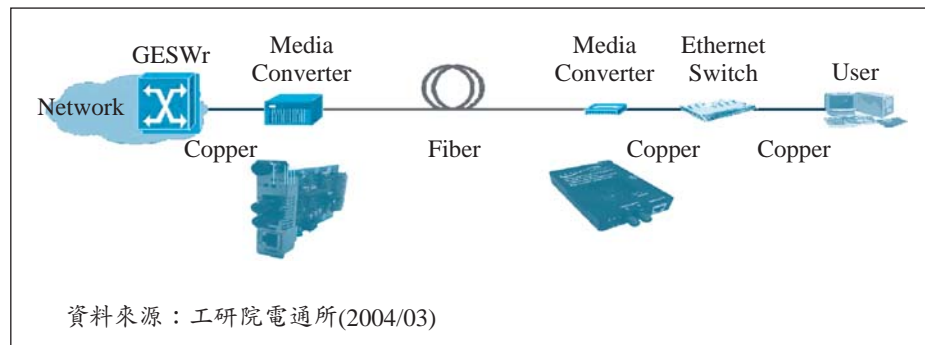 GESWr
Media
Converter
Media
Converter
Ethernet
Switch
User
Network
Copper
Fiber
Copper
Copper
資料來源：工研院電通所(2004/03)